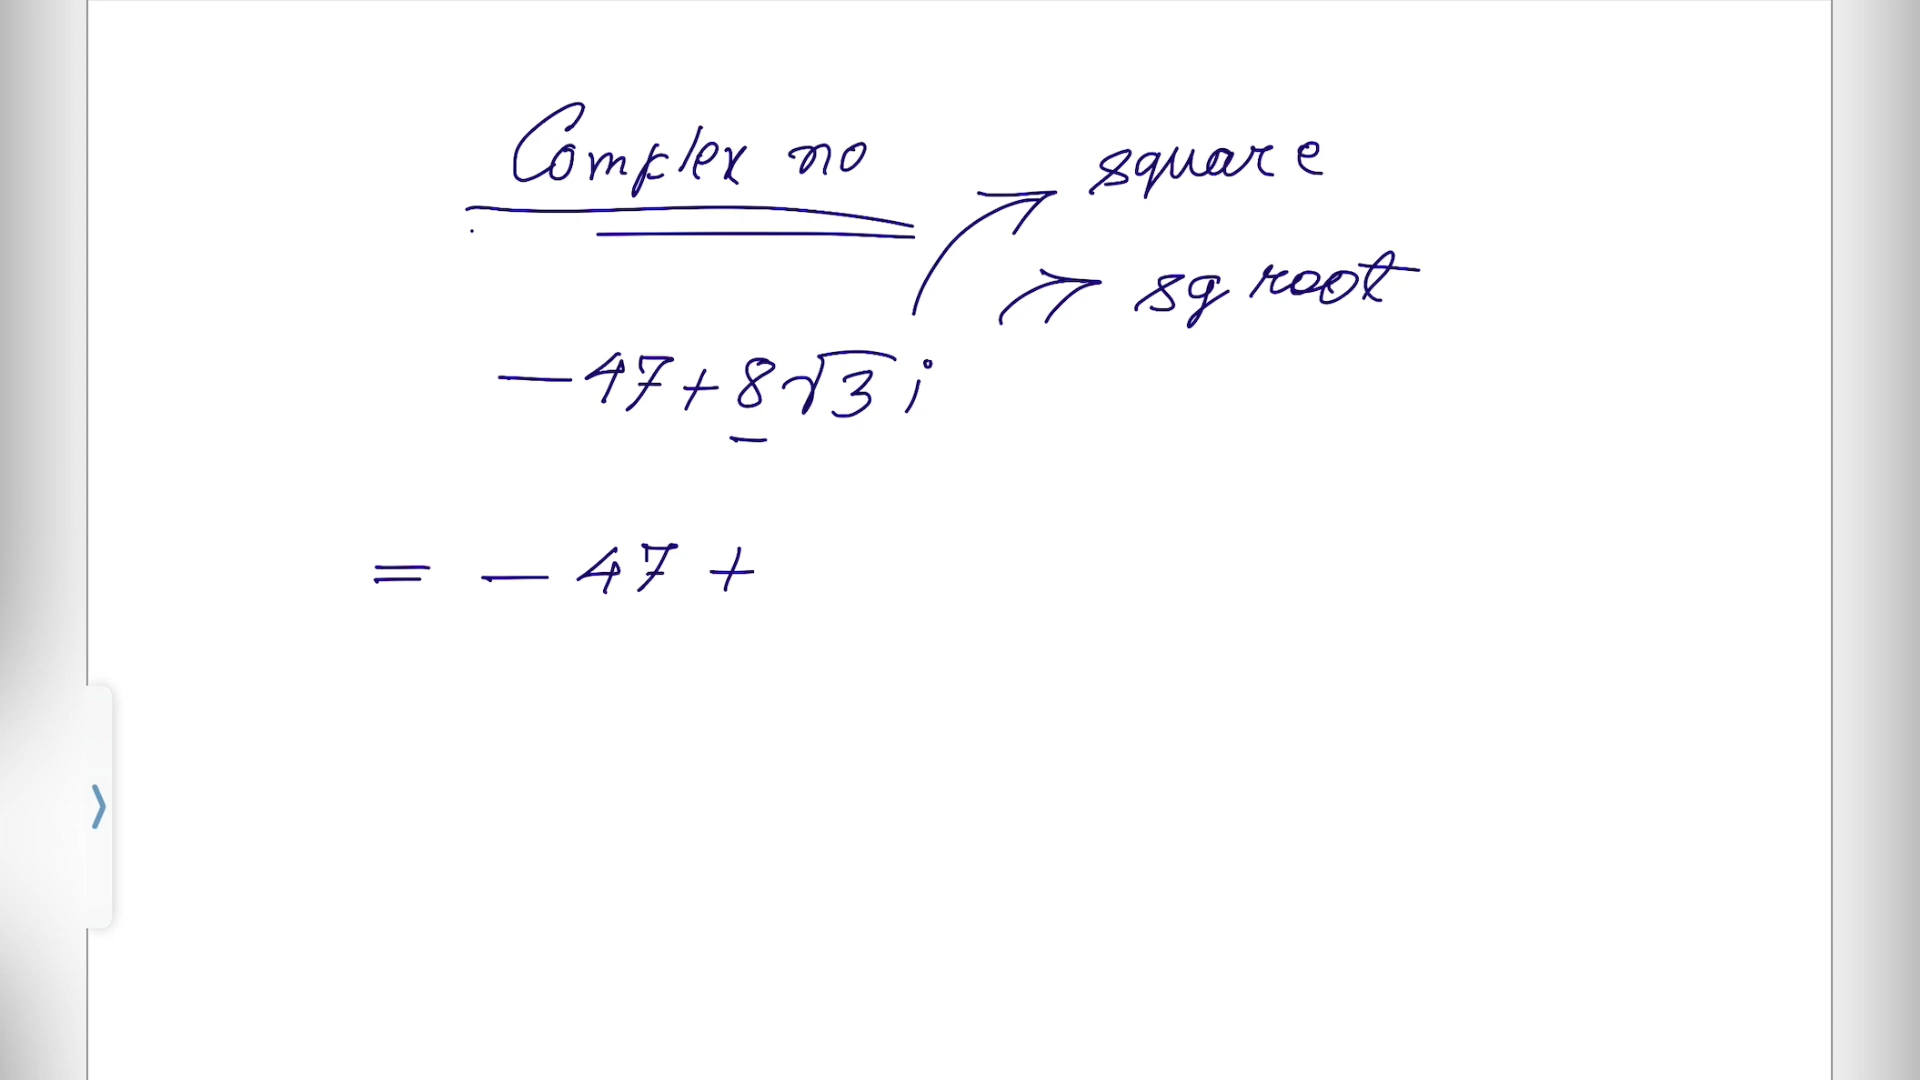 Complex no
square
sq root
— 47 + 8√3 i
= — 47 +